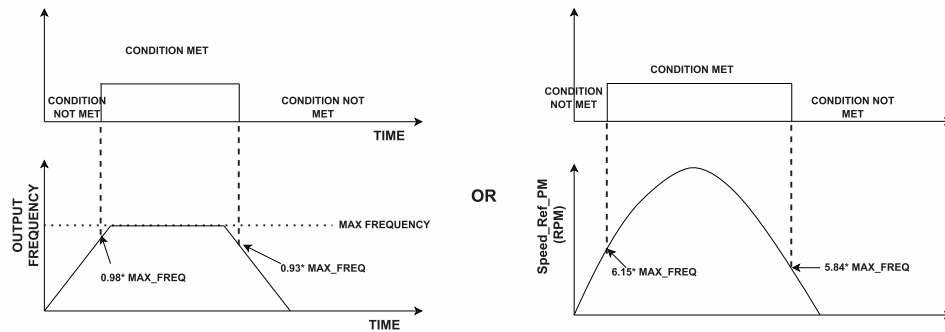 CONDITION MET
CONDITION
NOT MET
CONDITION NOT
MET
TIME
OUTPUT
FREQUENCY
MAX FREQUENCY
0.98* MAX_FREQ
0.93* MAX_FREQ
TIME
OR
CONDITION MET
CONDITION
NOT MET
CONDITION NOT
MET
Speed_Ref_PM
(RPM)
6.15* MAX_FREQ
5.84* MAX_FREQ